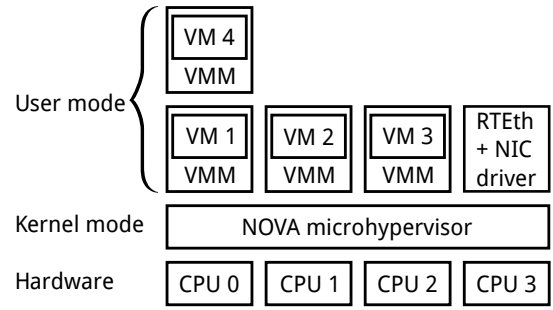 VM 4
VMM
User mode
VM 1
VMM
VM 2
VMM
VM 3
VMM
RTEth
+ NIC
driver
Kernel mode
NOVA microhypervisor
Hardware
CPU 0
CPU 1
CPU 2
CPU 3